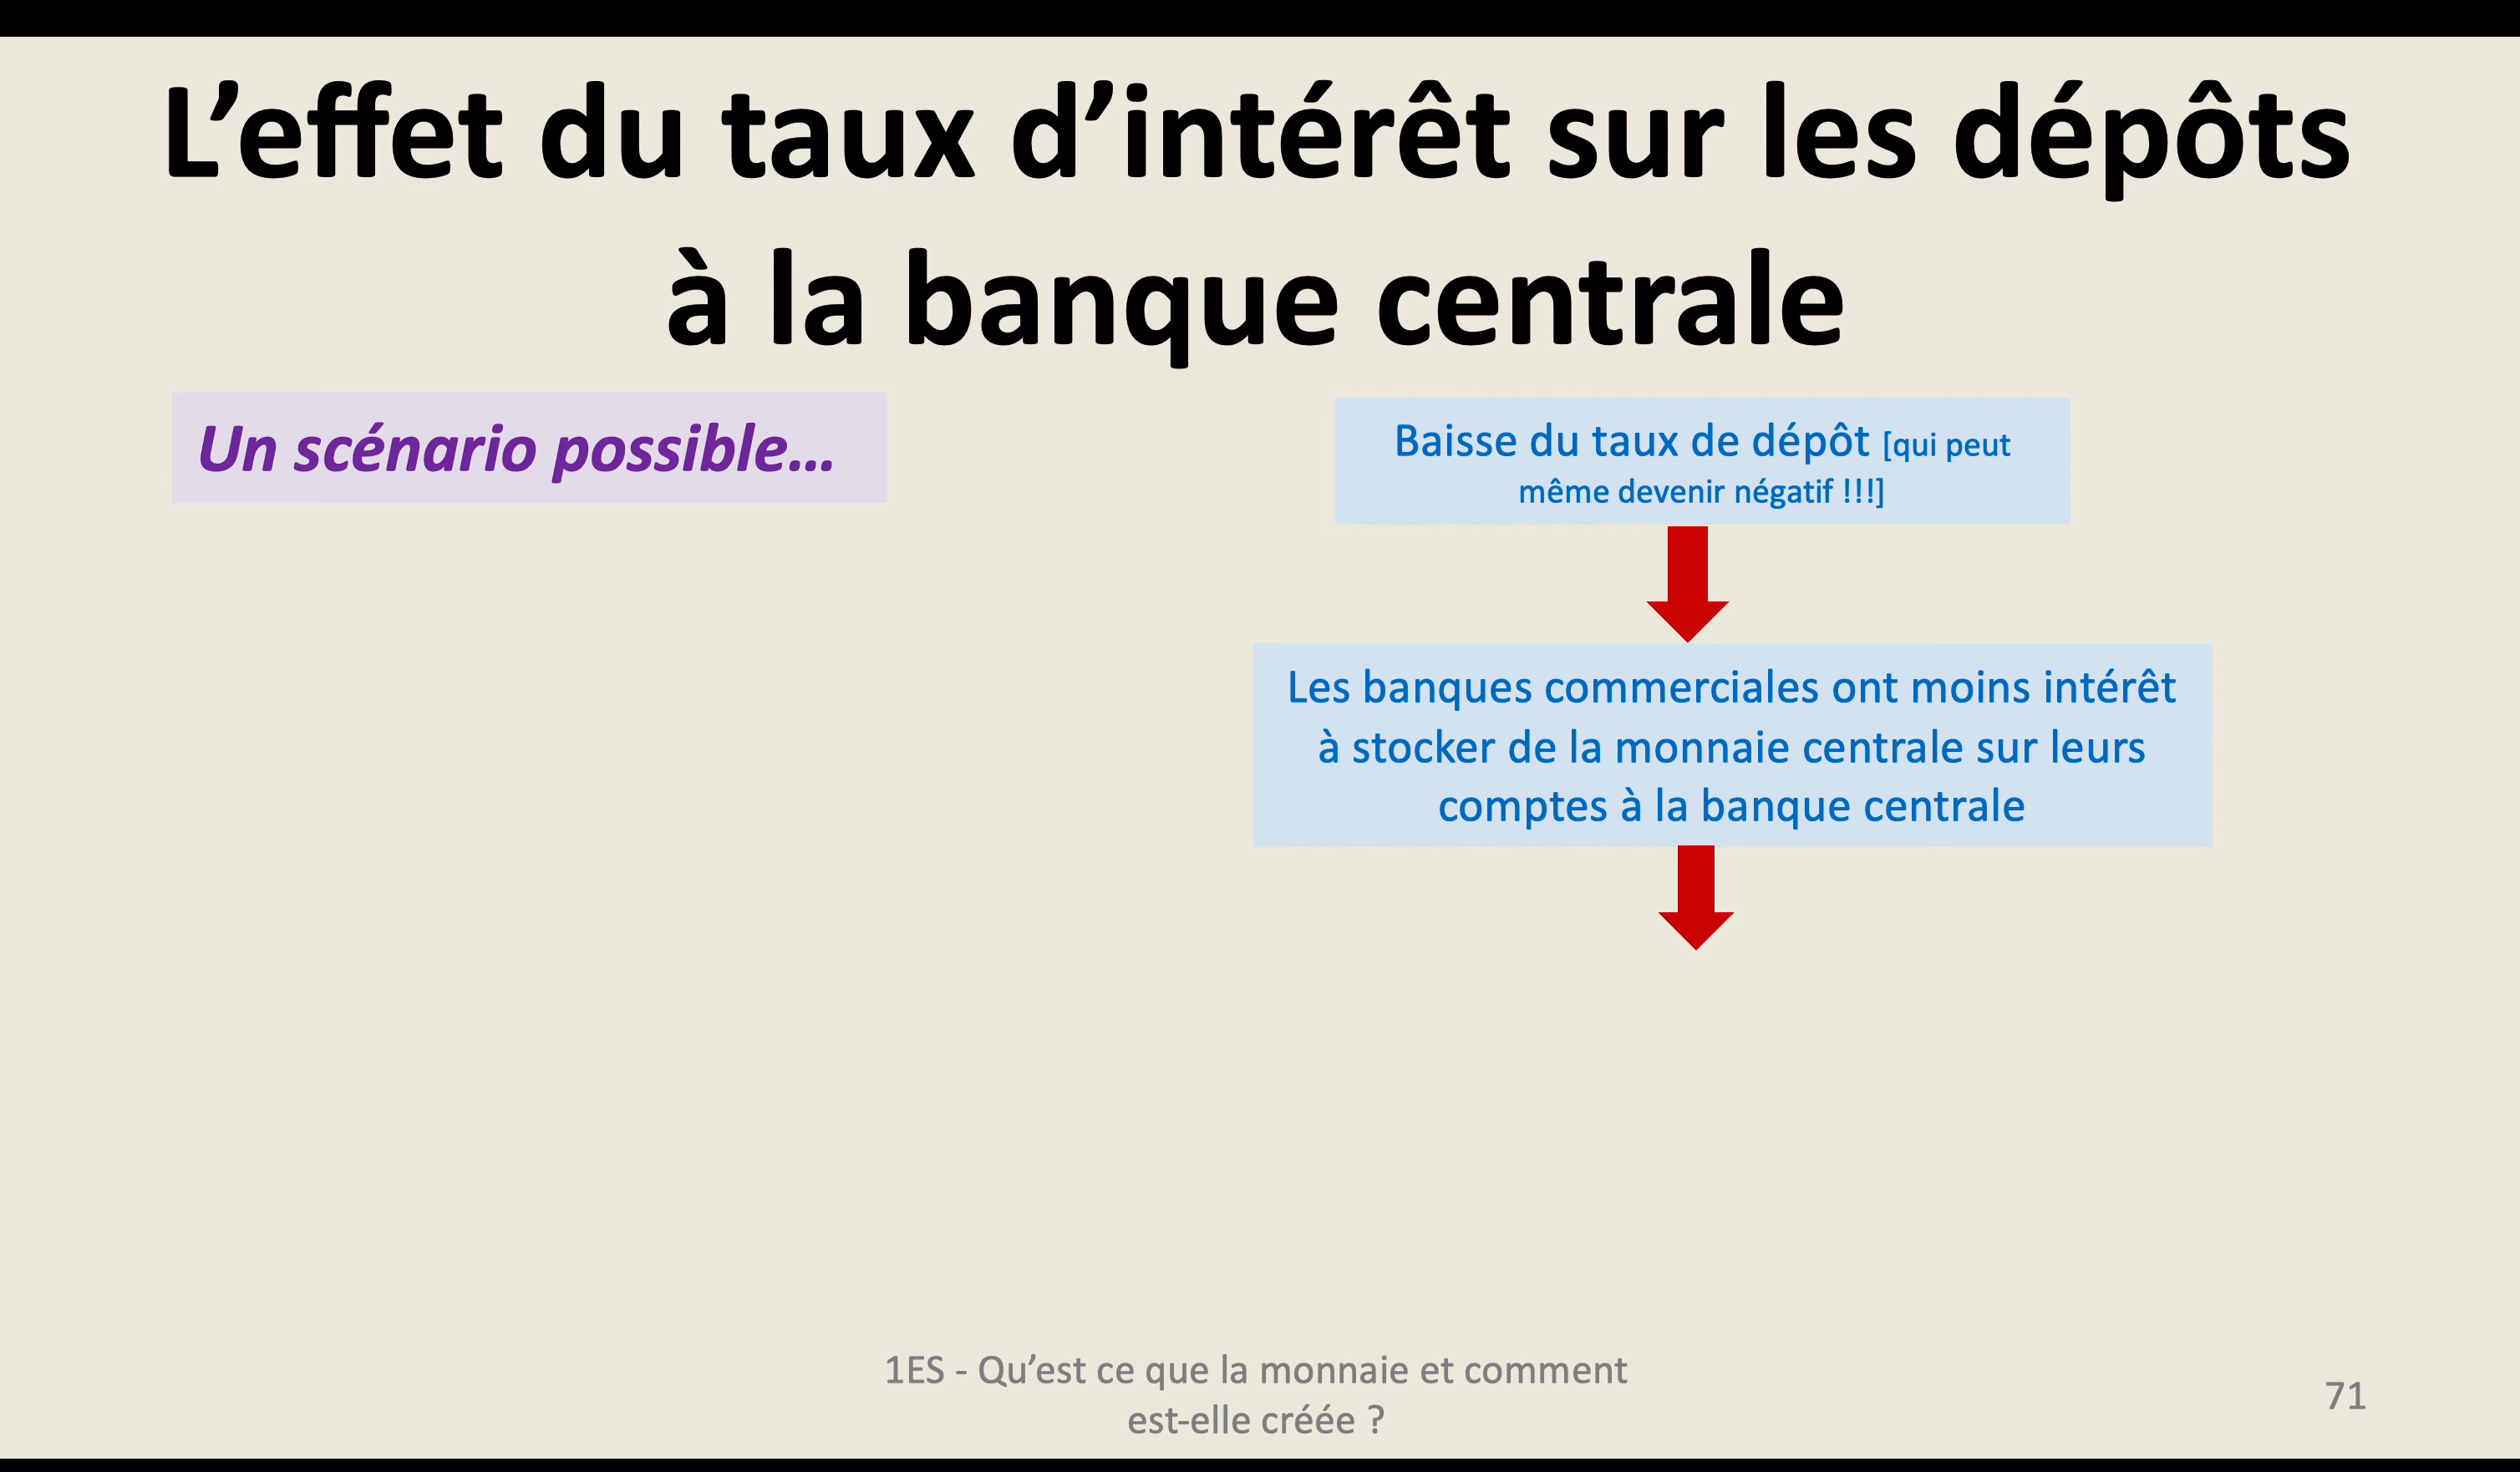 L’effet du taux d’intérêt sur les dépôts
à la banque centrale
Un scénario possible…
Baisse du taux de dépôt [qui peut
même devenir négatif !!!]
Les banques commerciales ont moins intérêt
à stocker de la monnaie centrale sur leurs
comptes à la banque centrale
1ES - Qu’est ce que la monnaie et comment
est-elle créée ?
71